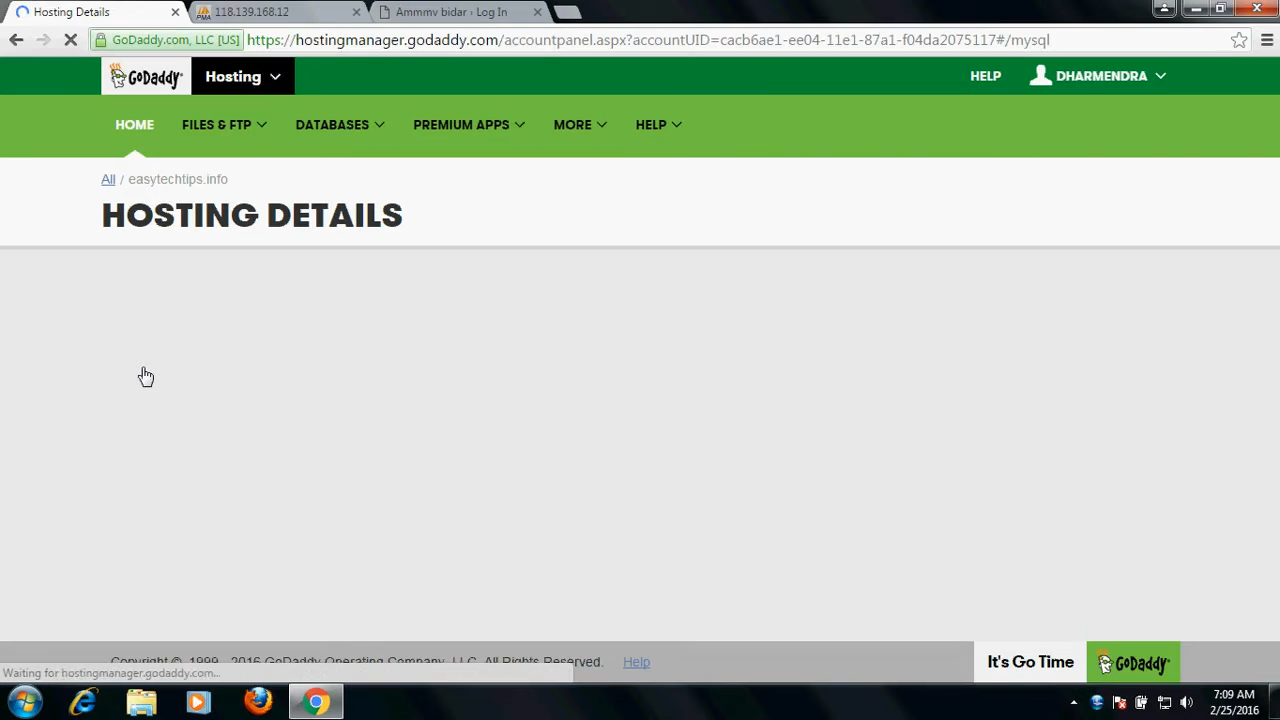 Hosting Details
118.139.168.12
Ammmv bidar › Log In
GoDaddy.com, LLC [US]
https://hostingmanager.godaddy.com/accountpanel.aspx?accountUID=cacb6ae1-ee04-11e1-87a1-f04da2075117#/mysql
GoDaddy
Hosting
HELP
DHARMENDRA
HOME
FILES & FTP
DATABASES
PREMIUM APPS
MORE
HELP
All / easytechtips.info
HOSTING DETAILS
Copyright © 1999 - 2016 GoDaddy Operating Company, LLC. All Rights Reserved.
Help
It's Go Time
GoDaddy
Waiting for hostingmanager.godaddy.com...
7:09 AM
2/25/2016